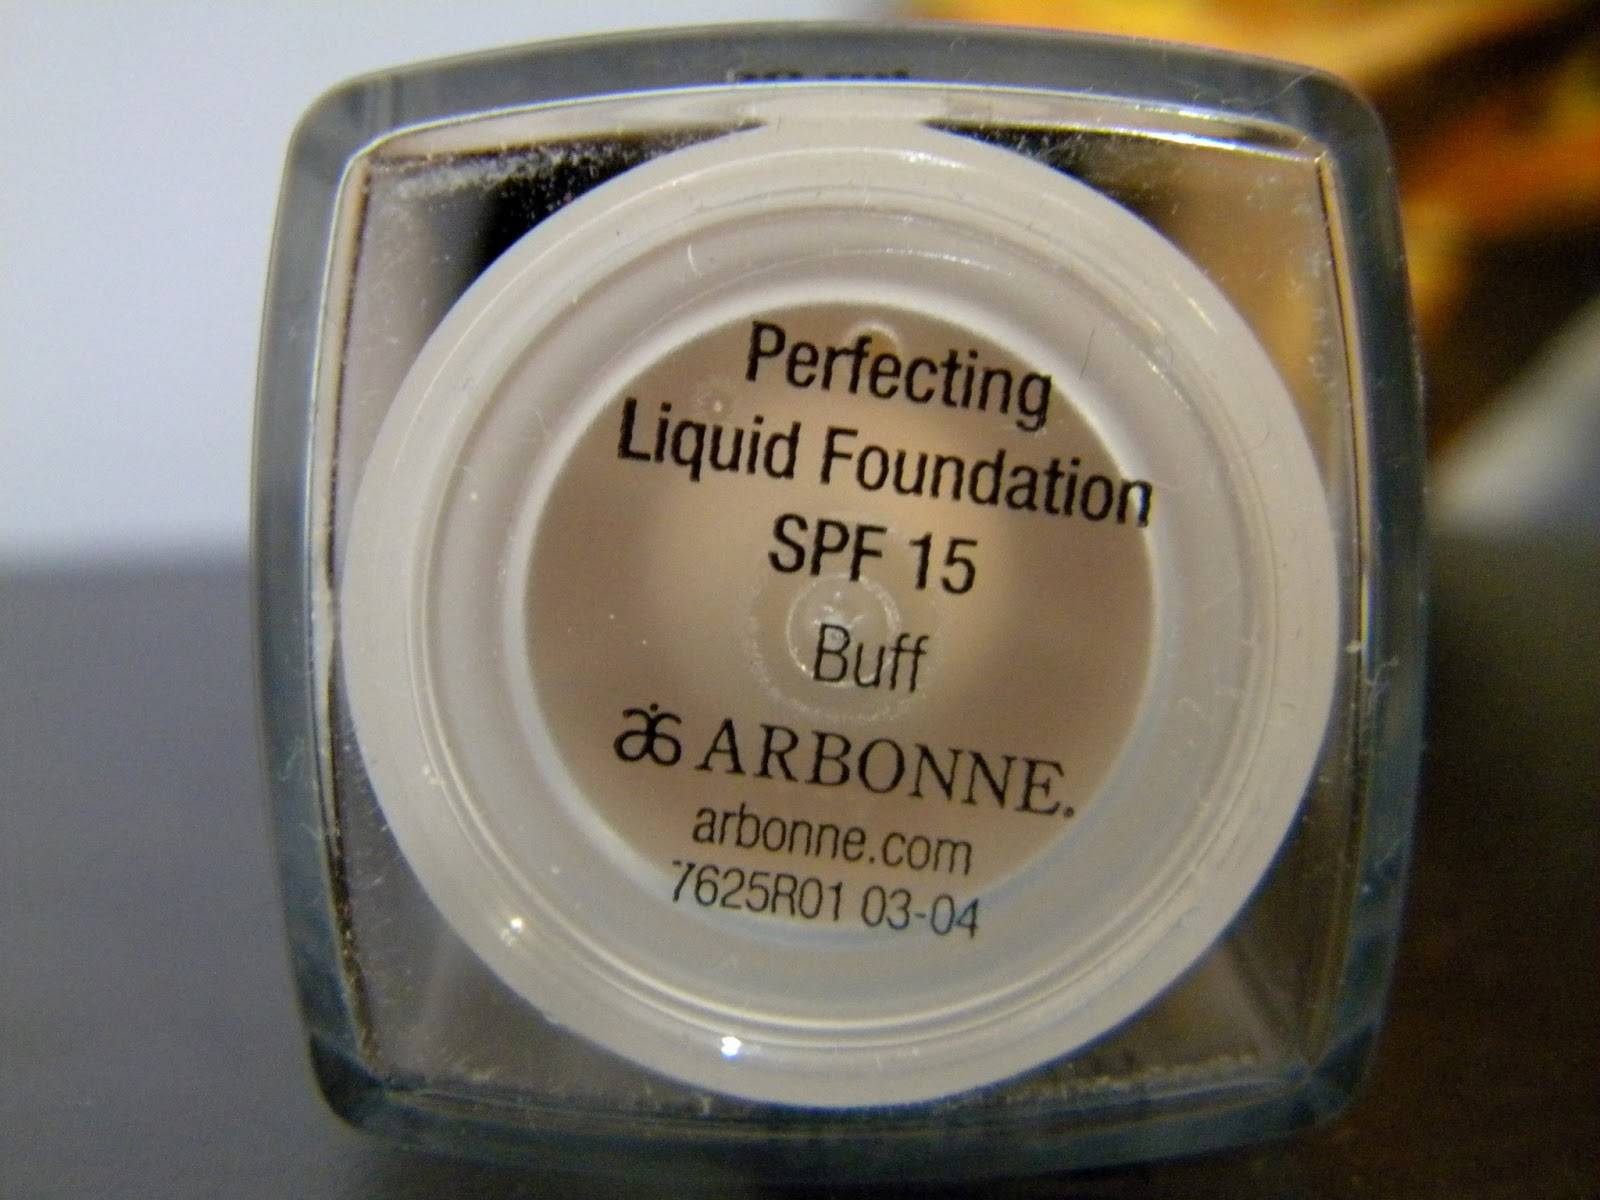 Perfecting
Liquid Foundation
SPF 15
Buff
ARBONNE.
arbonne.com
7625R01 03-04